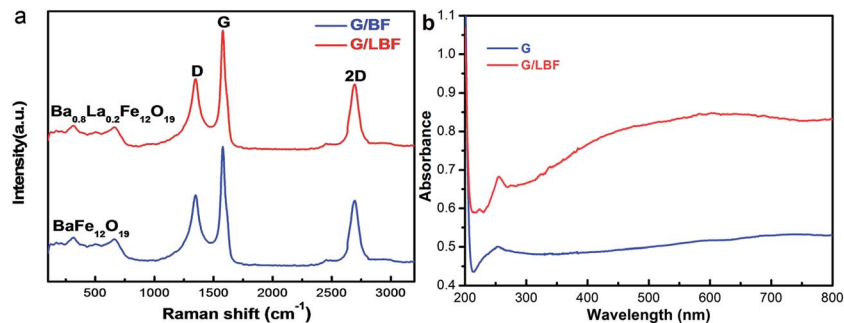 a
G
G/BF
G/LBF
D
2D
Ba0.8La0.2Fe12O19
BaFe12O19
Intensity(a.u.)
500 1000 1500 2000 2500 3000
Raman shift (cm-1)
b
G
G/LBF
1.1
1.0
0.9
0.8
0.7
0.6
0.5
0.4
Absorbance
200 300 400 500 600 700 800
Wavelength (nm)